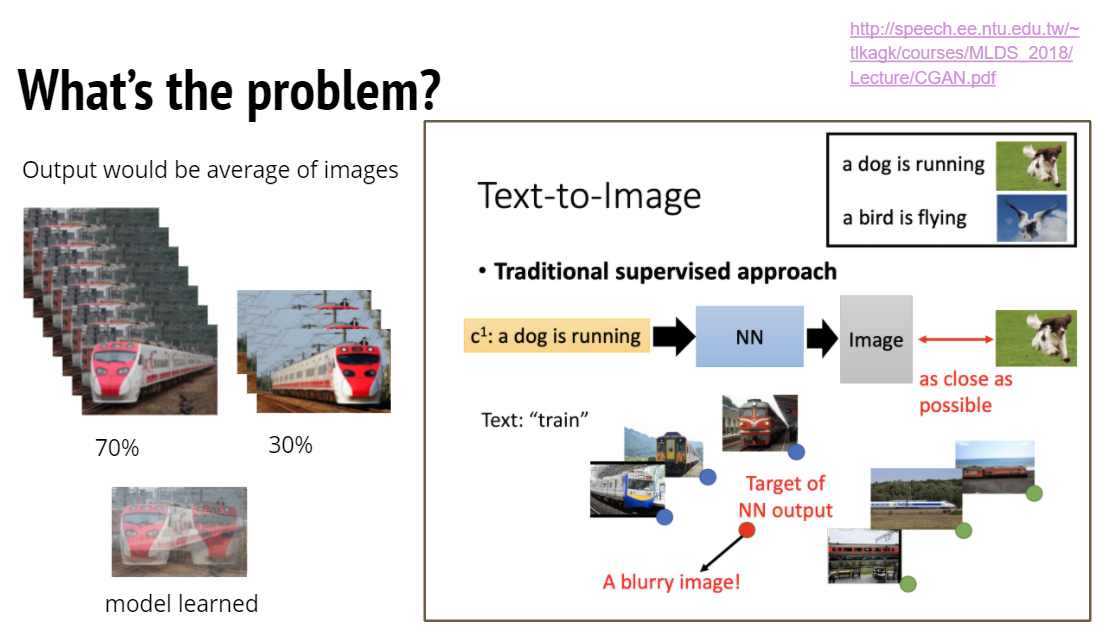 http://speech.ee.ntu.edu.tw/~
tlkagk/courses/MLDS_2018/
Lecture/CGAN.pdf
What's the problem?
Output would be average of images
70%
30%
model learned
a dog is running
a bird is flying
Text-to-Image
• Traditional supervised approach
c¹: a dog is running
NN
Image
as close as
possible
Text: “train”
Target of
NN output
A blurry image!